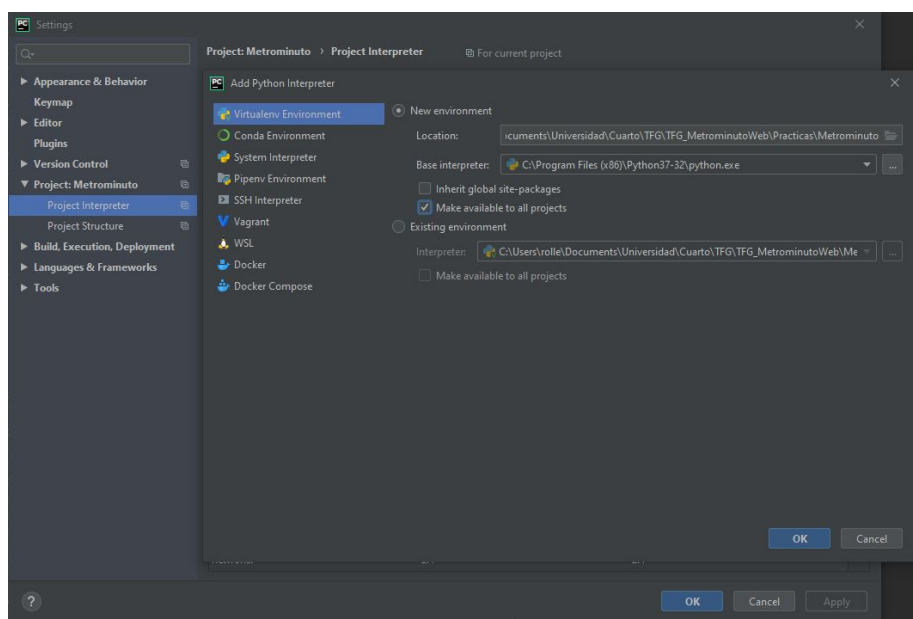 PC Settings
Project: Metrominuto › Project Interpreter For current project
Appearance & Behavior
Keymap
Editor
Plugins
Version Control
Project: Metrominuto
Project Interpreter
Project Structure
Build, Execution, Deployment
Languages & Frameworks
Tools
PC Add Python Interpreter
Virtualenv Environment
Conda Environment
System Interpreter
Pipenv Environment
SSH Interpreter
Vagrant
WSL
Docker
Docker Compose
New environment
Location: cuments\Universidad\Cuarto\TFG\TFG_MetrominutoWeb\Practicas\Metrominuto
Base interpreter: C:\Program Files (x86)\Python37-32\python.exe ...
Inherit global site-packages
Make available to all projects
Existing environment
Interpreter: C:\Users\rolle\Documents\Universidad\Cuarto\TFG\TFG_MetrominutoWeb\Me ...
Make available to all projects
OK Cancel
? OK Cancel Apply